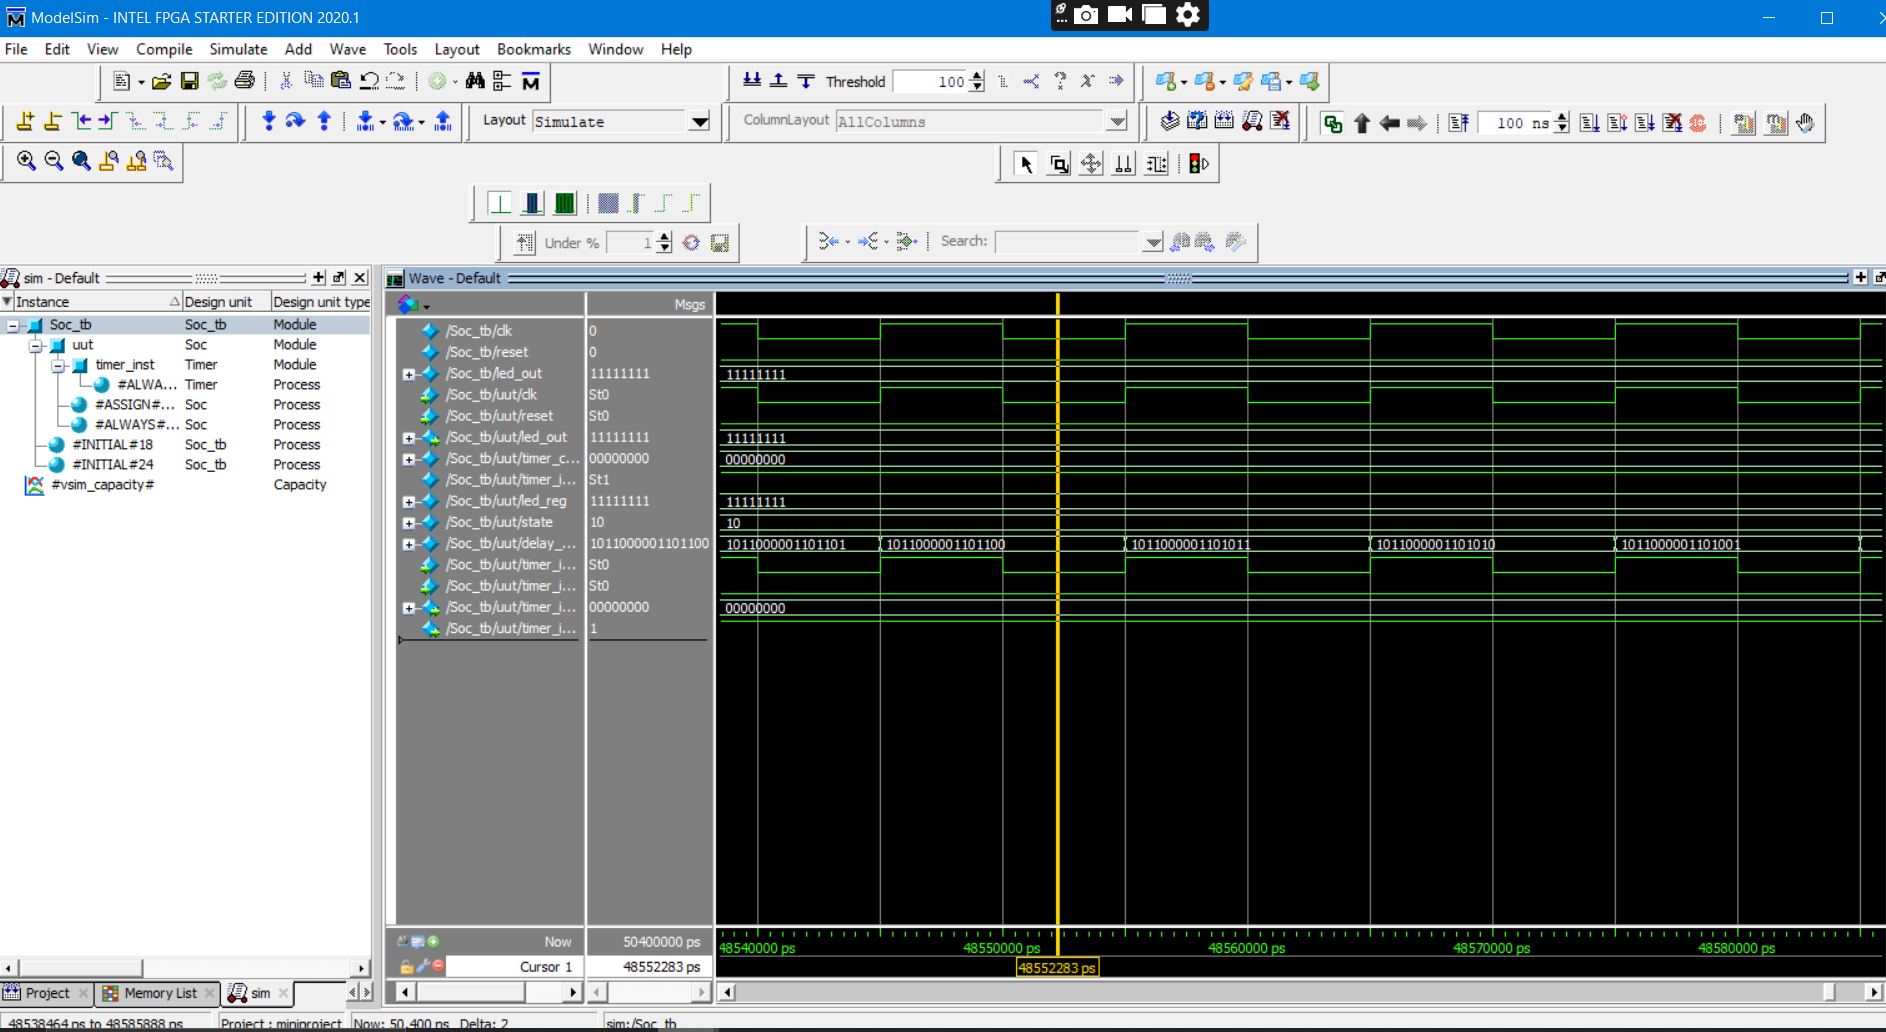 ModelSim - INTEL FPGA STARTER EDITION 2020.1
File Edit View Compile Simulate Add Wave Tools Layout Bookmarks Window Help
Threshold 100
Layout Simulate ColumnLayout AllColumns 100 ns
Under % 1 Search:
sim - Default
Instance Design unit Design unit type
Soc_tb Soc_tb Module
uut Soc Module
timer_inst Timer Module
#ALWA... Timer Process
#ASSIGN#... Soc Process
#ALWAYS#... Soc Process
#INITIAL#18 Soc_tb Process
#INITIAL#24 Soc_tb Process
#vsim_capacity# Capacity
Wave - Default
Msgs
/Soc_tb/clk 0
/Soc_tb/reset 0
/Soc_tb/led_out 11111111 11111111
/Soc_tb/uut/clk St0
/Soc_tb/uut/reset St0
/Soc_tb/uut/led_out 11111111 11111111
/Soc_tb/uut/timer_c... 00000000 00000000
/Soc_tb/uut/timer_i... St1
/Soc_tb/uut/led_reg 11111111 11111111
/Soc_tb/uut/state 10 10
/Soc_tb/uut/delay_... 1011000001101100 1011000001101101 1011000001101100 1011000001101011 1011000001101010 1011000001101001
/Soc_tb/uut/timer_i... St0
/Soc_tb/uut/timer_i... St0
/Soc_tb/uut/timer_i... 00000000 00000000
/Soc_tb/uut/timer_i... 1
Now 50400000 ps 48540000 ps 48550000 ps 48560000 ps 48570000 ps 48580000 ps
Cursor 1 48552283 ps 48552283 ps
Project Memory List sim
48538464 ps to 48585888 ps Project : miniproject Now: 50,400 ns Delta: 2 sim:/Soc_tb